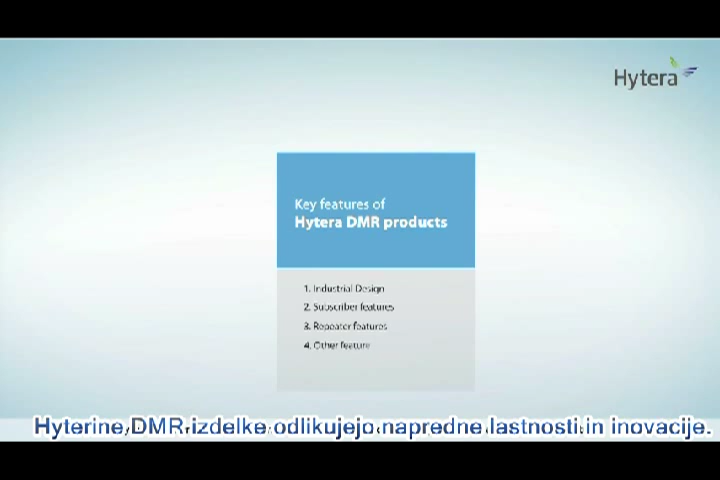 Hytera
Key features of
Hytera DMR products
1. Industrial Design
2. Subscriber features
3. Repeater features
4. Other feature
Hyterine DMR izdelke odlikujejo napredne lastnosti in inovacije.